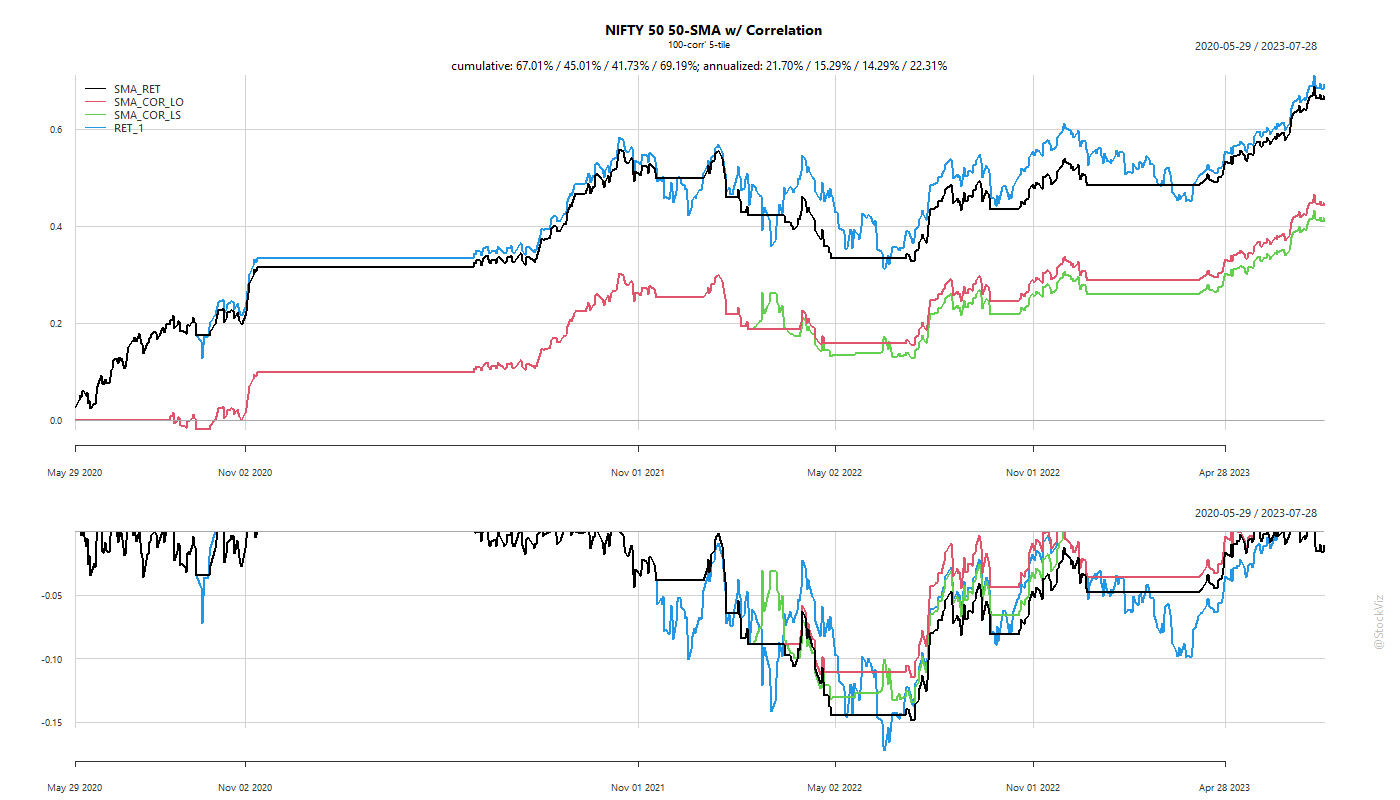 NIFTY 50 50-SMA w/ Correlation
100-corr' 5-tile
2020-05-29 / 2023-07-28
cumulative: 67.01% / 45.01% / 41.73% / 69.19%; annualized: 21.70% / 15.29% / 14.29% / 22.31%
SMA_RET
SMA_COR_LO
SMA_COR_LS
RET_1
0.6
0.4
0.2
0.0
May 29 2020 Nov 02 2020 Nov 01 2021 May 02 2022 Nov 01 2022 Apr 28 2023
2020-05-29 / 2023-07-28
-0.05
-0.10
-0.15
May 29 2020 Nov 02 2020 Nov 01 2021 May 02 2022 Nov 01 2022 Apr 28 2023
@StockViz